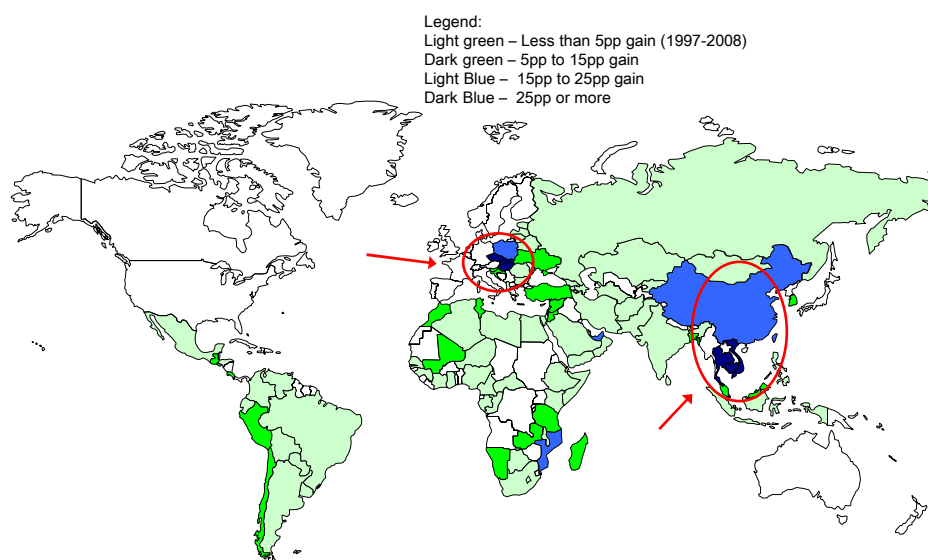 Legend:
Light green – Less than 5pp gain (1997-2008)
Dark green – 5pp to 15pp gain
Light Blue – 15pp to 25pp gain
Dark Blue – 25pp or more